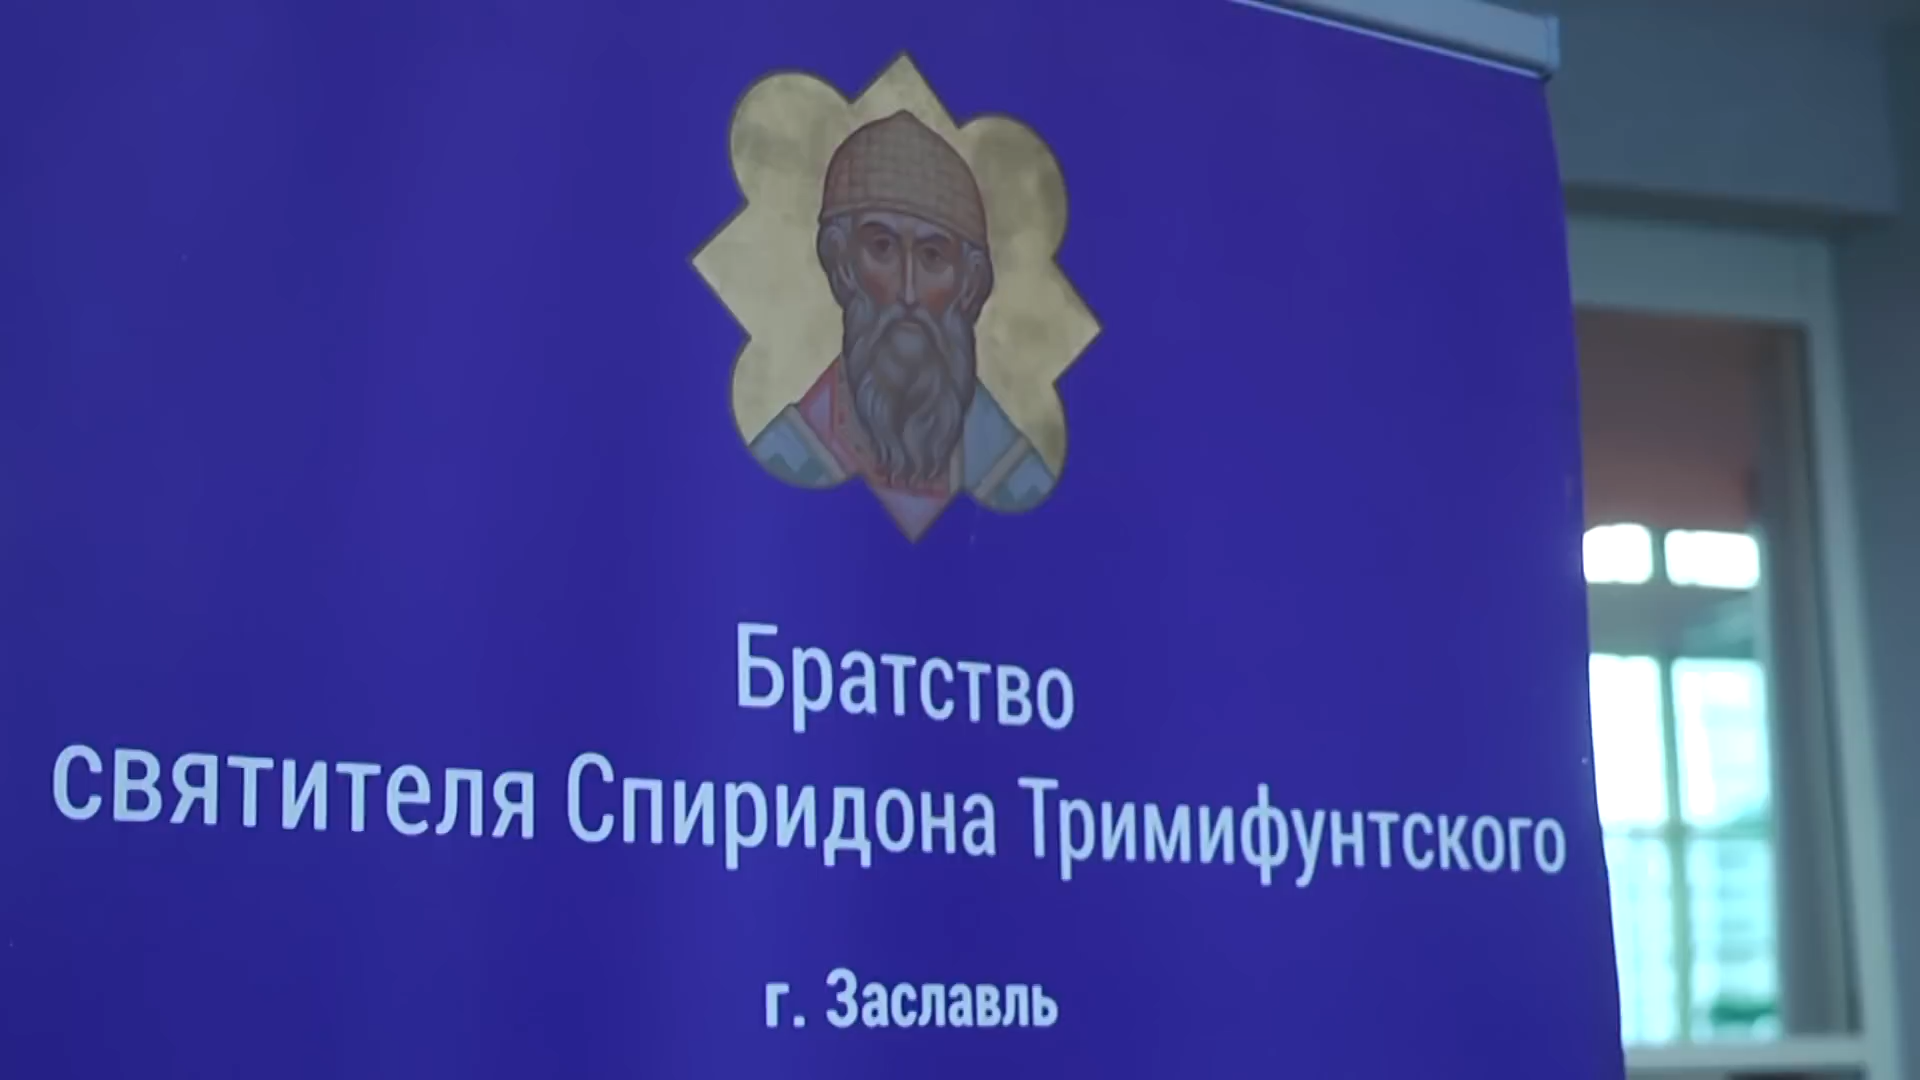 Братство
святителя Спиридона Тримифунтского
г. Заславль